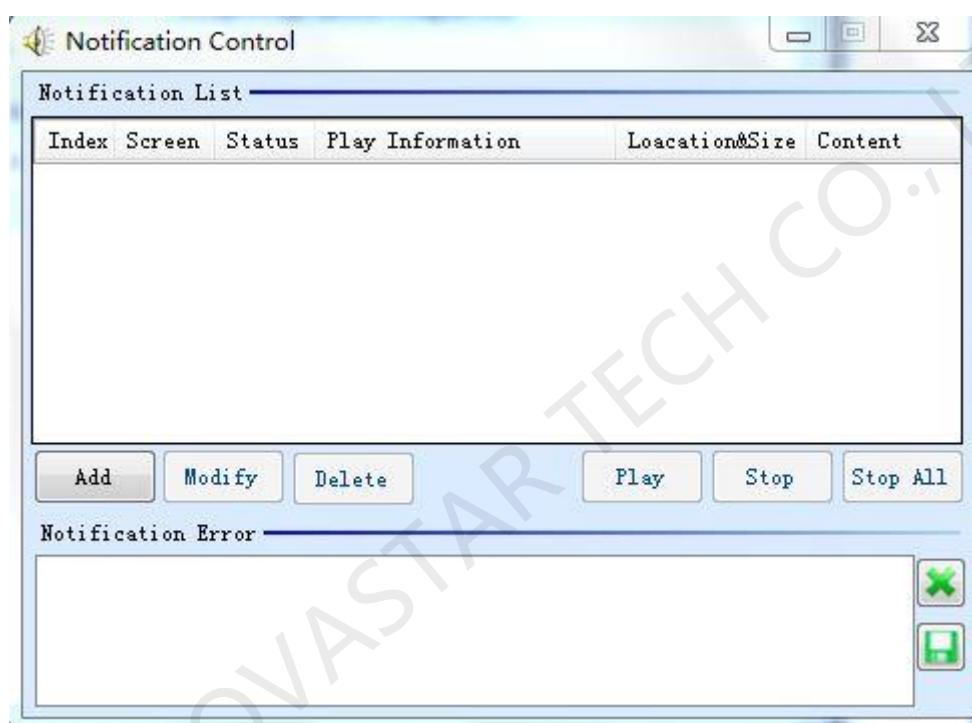 Notification Control
Notification List
Index Screen Status Play Information Loacation&Size Content
Add Modify Delete Play Stop Stop All
Notification Error
OVASTAR TECH CO., L